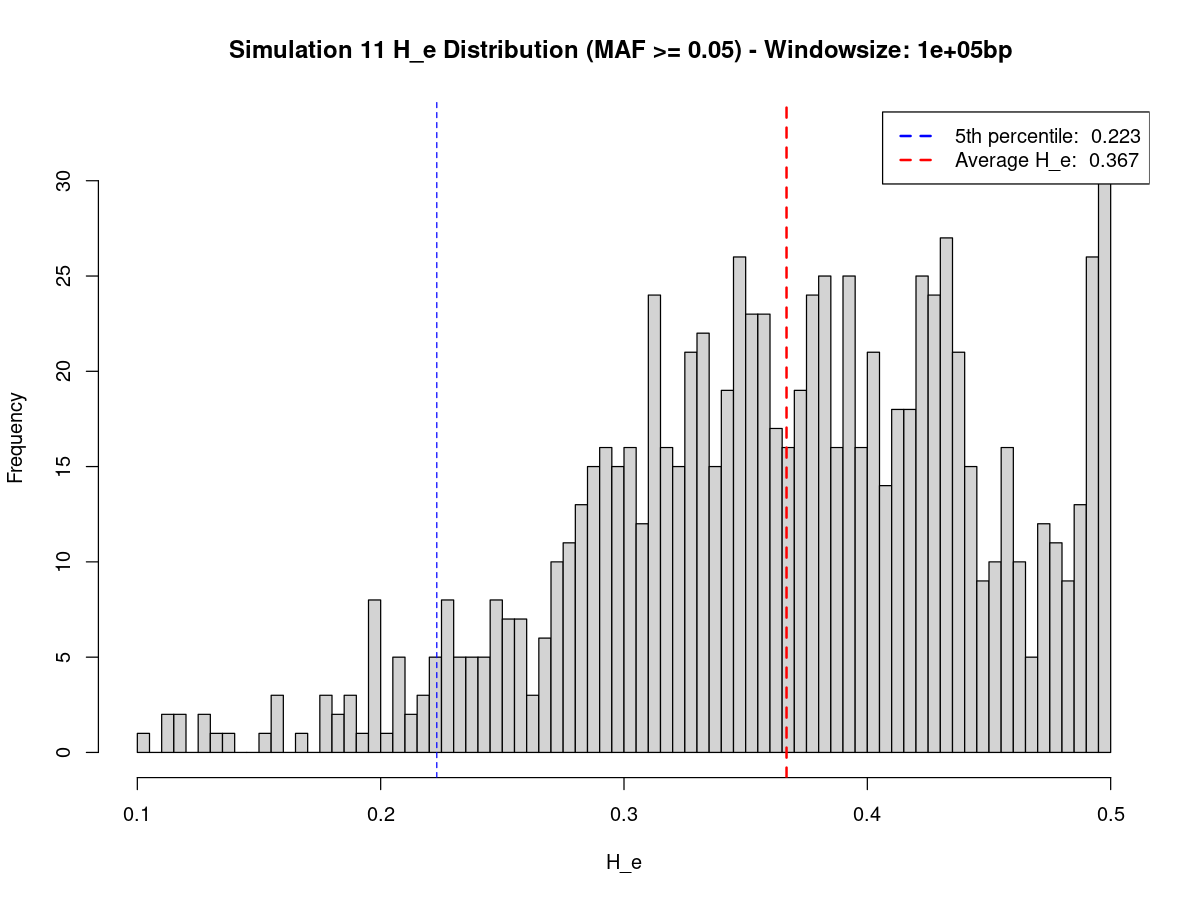 Simulation 11 H_e Distribution (MAF >= 0.05) - Windowsize: 1e+05bp
5th percentile:  0.223
Average H_e:  0.367
Frequency
30
25
20
15
10
5
0
0.1 0.2 0.3 0.4 0.5
H_e